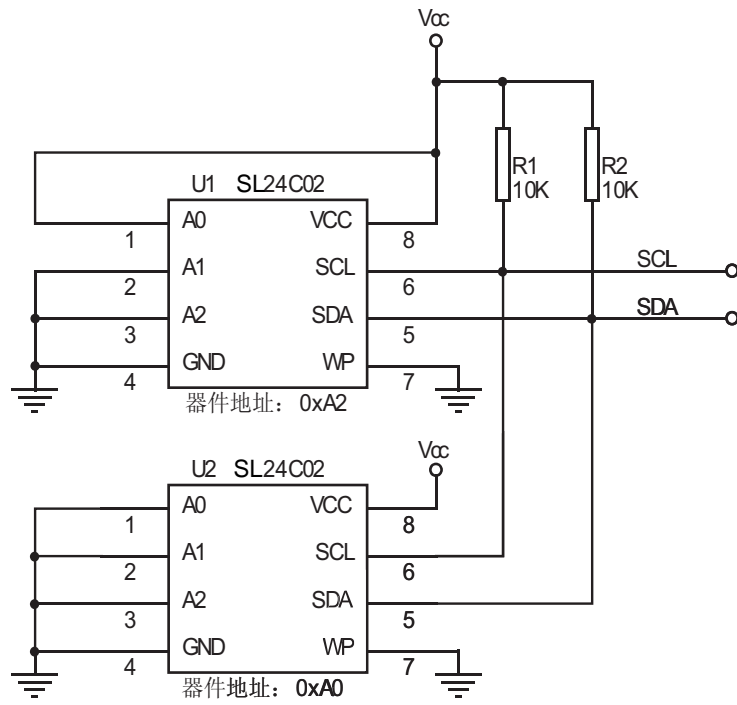 Vcc
U1 SL24C02
R1
10K
R2
10K
A0
VCC
1
8
A1
SCL
SCL
2
6
A2
SDA
SDA
3
5
GND
WP
4
7
器件地址：0xA2
Vcc
U2 SL24C02
A0
VCC
1
8
A1
SCL
2
6
A2
SDA
3
5
GND
WP
4
7
器件地址：0xA0